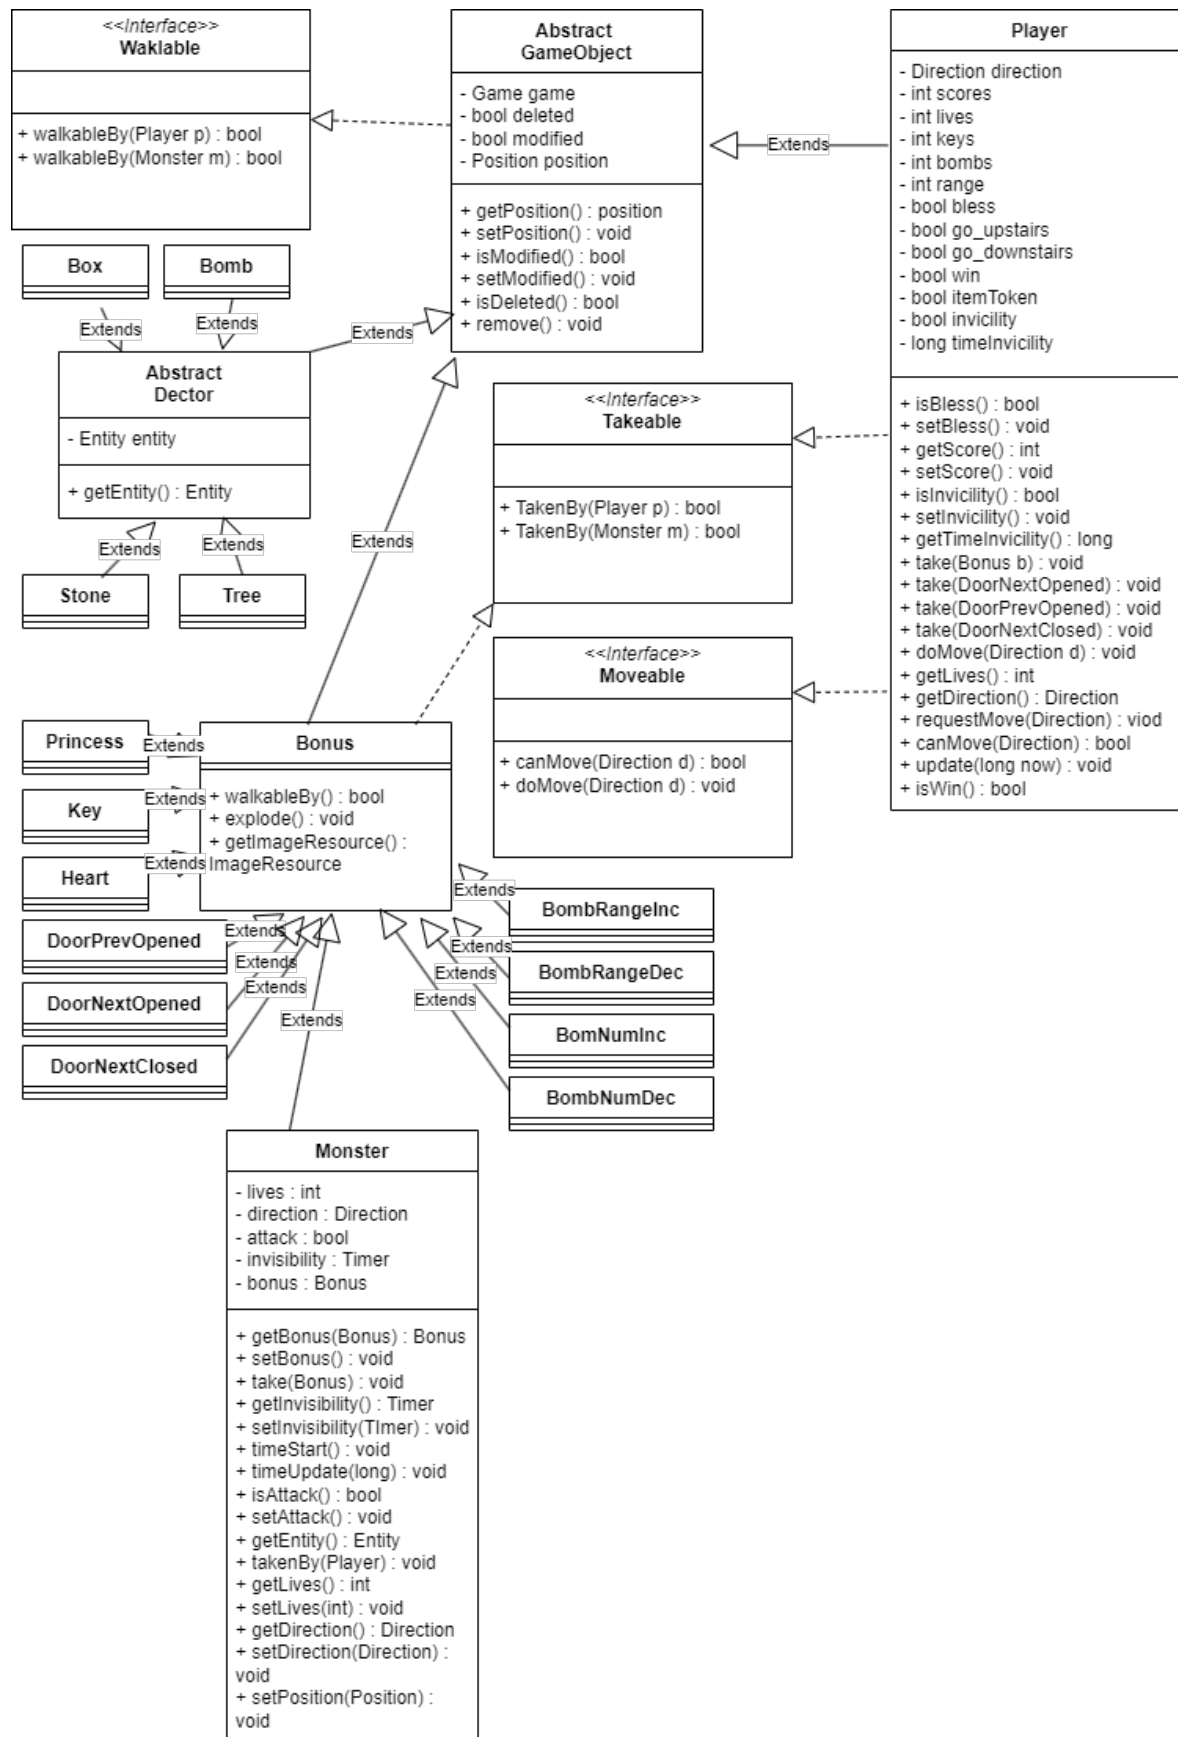 <<Interface>>
Waklable
+ walkableBy(Player p) : bool
+ walkableBy(Monster m) : bool
Abstract
GameObject
- Game game
- bool deleted
- bool modified
- Position position
+ getPosition() : position
+ setPosition() : void
+ isModified() : bool
+ setModified() : void
+ isDeleted() : bool
+ remove() : void
Player
- Direction direction
- int scores
- int lives
- int keys
- int bombs
- int range
- bool bless
- bool go_upstairs
- bool go_downstairs
- bool win
- bool itemToken
- bool invicility
- long timeInvicility
+ isBless() : bool
+ setBless() : void
+ getScore() : int
+ setScore() : void
+ isInvicility() : bool
+ setInvicility() : void
+ getTimeInvicility() : long
+ take(Bonus b) : void
+ take(DoorNextOpened) : void
+ take(DoorPrevOpened) : void
+ take(DoorNextClosed) : void
+ doMove(Direction d) : void
+ getLives() : int
+ getDirection() : Direction
+ requestMove(Direction) : viod
+ canMove(Direction) : bool
+ update(long now) : void
+ isWin() : bool
Extends
Box
Bomb
Extends
Extends
Extends
Abstract
Dector
- Entity entity
+ getEntity() : Entity
Extends
Extends
Stone
Tree
<<Interface>>
Takeable
+ TakenBy(Player p) : bool
+ TakenBy(Monster m) : bool
Extends
<<Interface>>
Moveable
+ canMove(Direction d) : bool
+ doMove(Direction d) : void
Princess
Extends
Key
Extends
Heart
Extends
Bonus
+ walkableBy() : bool
+ explode() : void
+ getImageResource() :
ImageResource
DoorPrevOpened
Extends
DoorNextOpened
Extends
DoorNextClosed
Extends
Extends
Extends
BombRangeInc
Extends
BombRangeDec
Extends
BomNumInc
Extends
BombNumDec
Monster
- lives : int
- direction : Direction
- attack : bool
- invisibility : Timer
- bonus : Bonus
+ getBonus(Bonus) : Bonus
+ setBonus() : void
+ take(Bonus) : void
+ getInvisibility() : Timer
+ setInvisibility(TImer) : void
+ timeStart() : void
+ timeUpdate(long) : void
+ isAttack() : bool
+ setAttack() : void
+ getEntity() : Entity
+ takenBy(Player) : void
+ getLives() : int
+ setLives(int) : void
+ getDirection() : Direction
+ setDirection(Direction) :
void
+ setPosition(Position) :
void